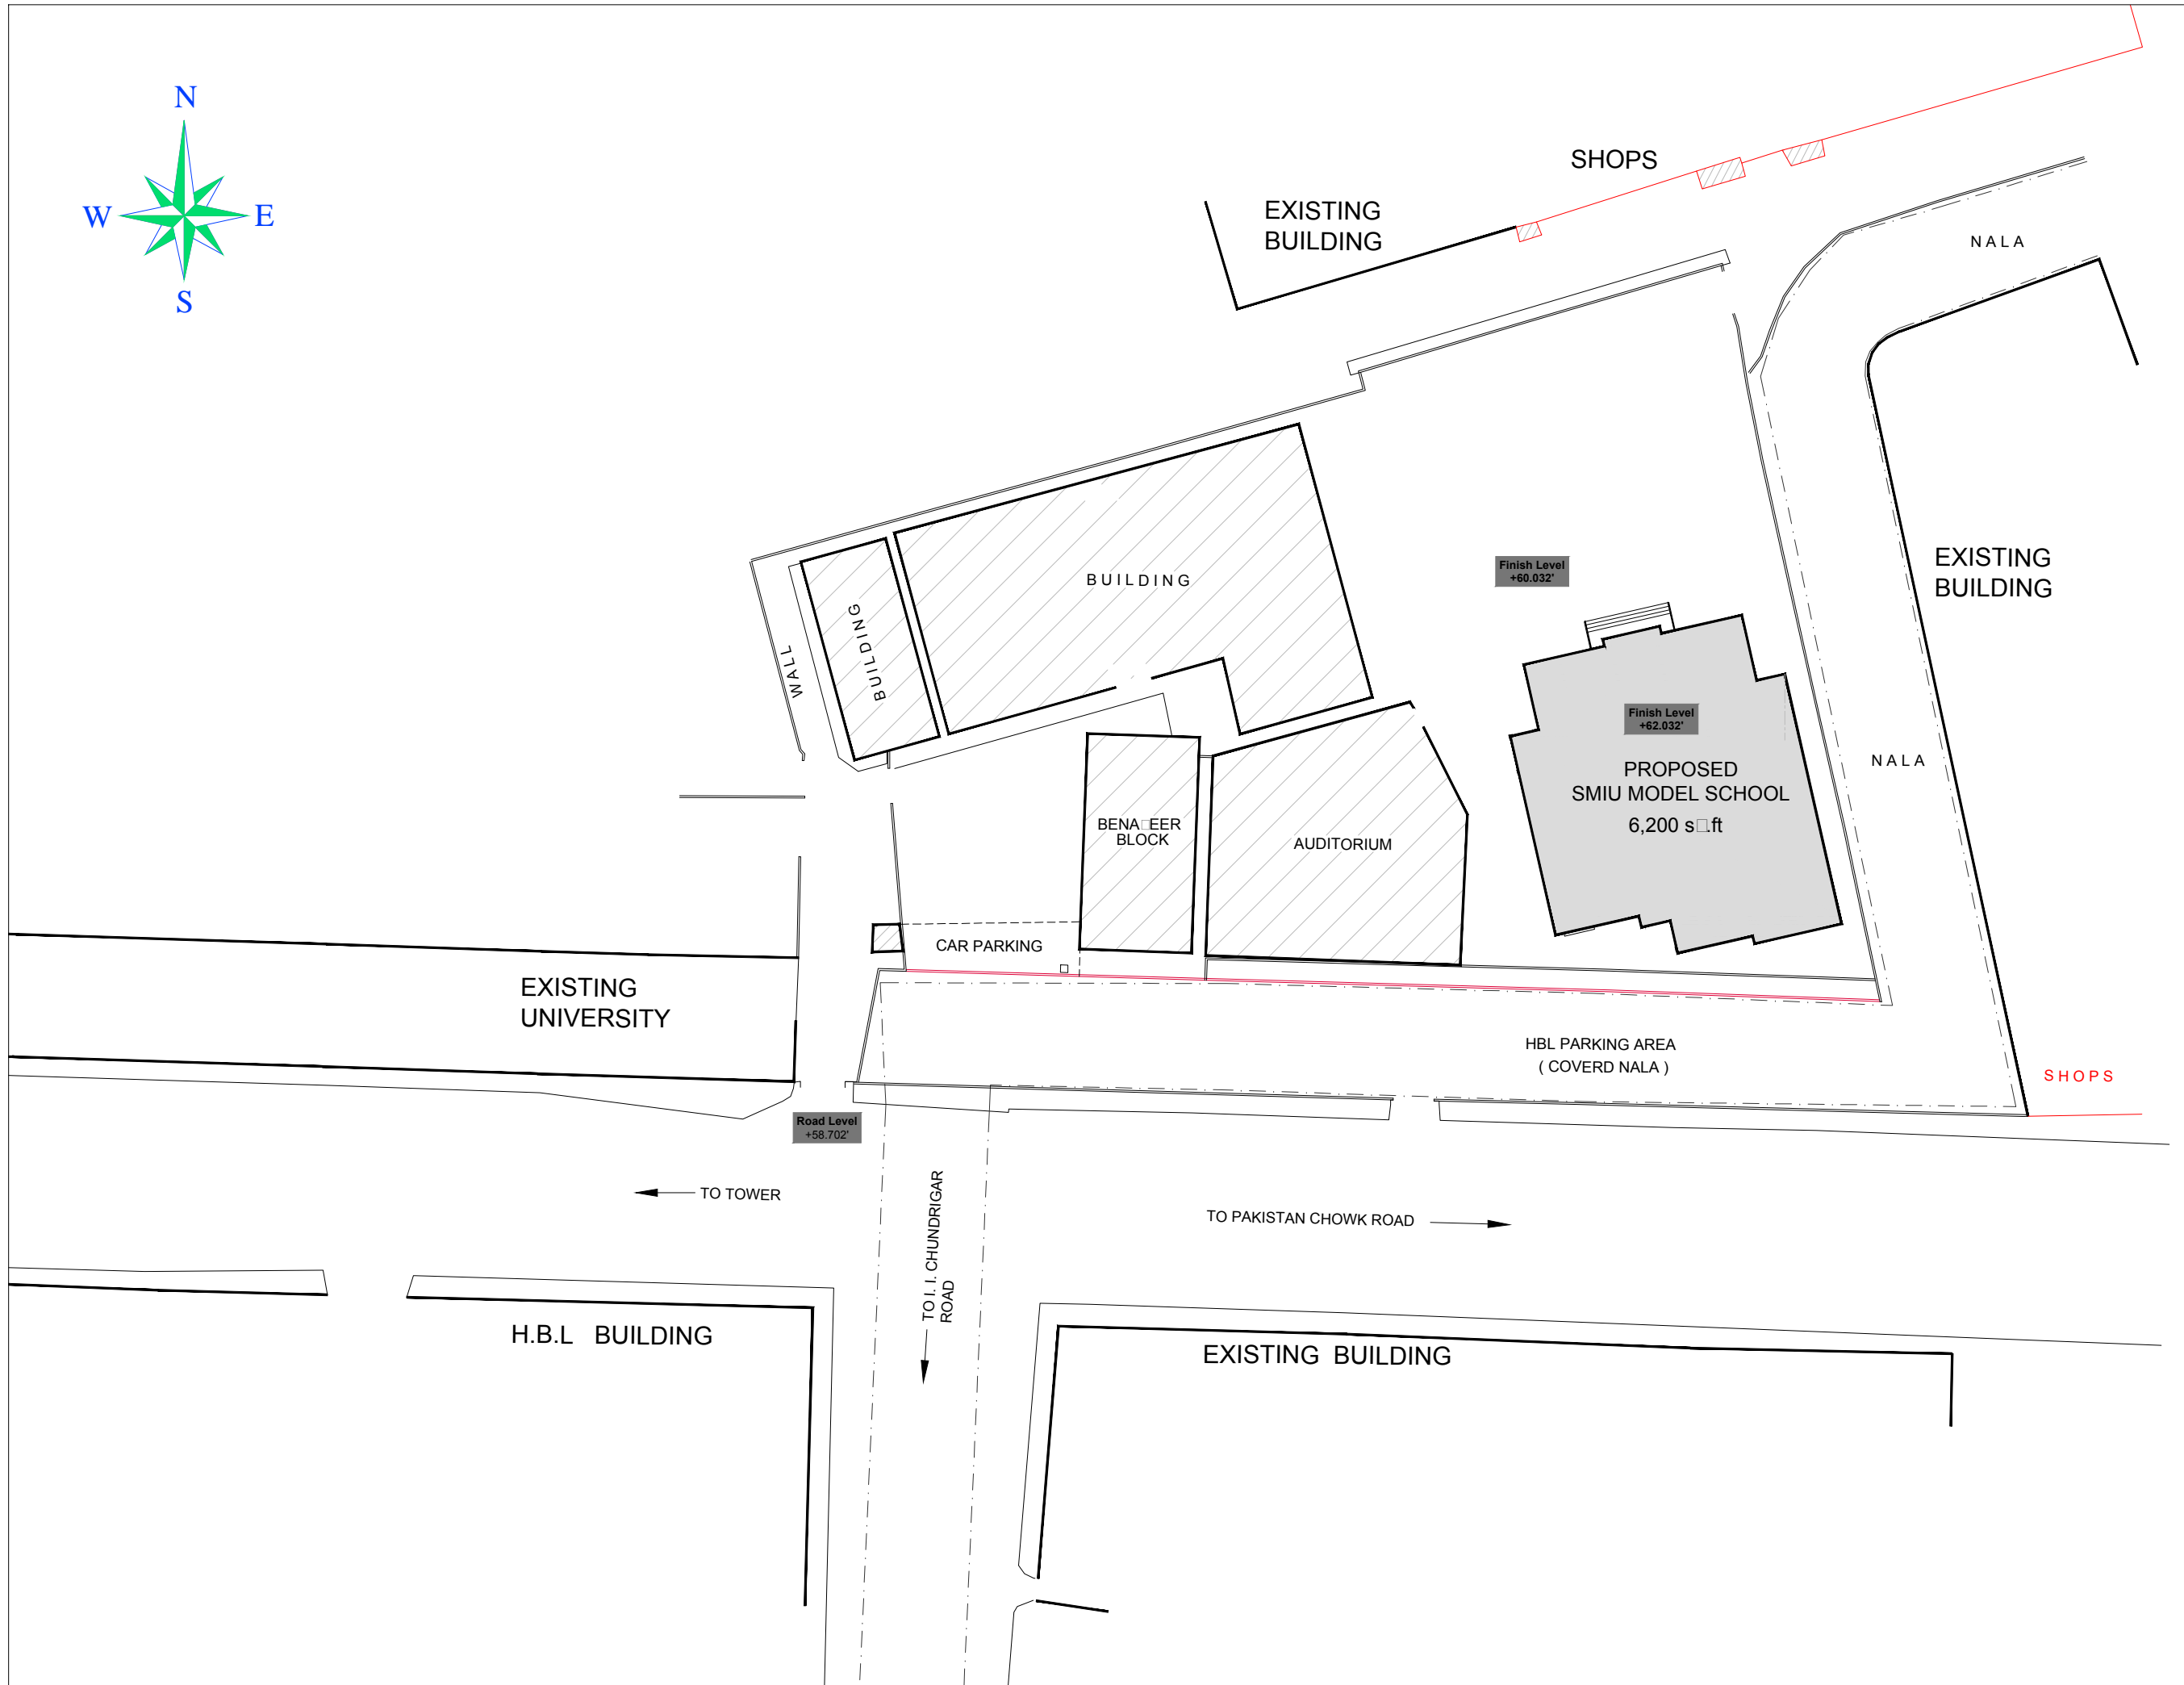 N
W E
S
SHOPS
EXISTING
BUILDING
NALA
BUILDING
Finish Level
+60.032'
EXISTING
BUILDING
WALL
BUILDING
Finish Level
+62.032'
PROPOSED
SMIU MODEL SCHOOL
6,200 s□.ft
NALA
BENA□EER
BLOCK
AUDITORIUM
CAR PARKING
EXISTING
UNIVERSITY
HBL PARKING AREA
( COVERD NALA )
SHOPS
Road Level
+58.702'
TO TOWER
TO I. I. CHUNDRIGAR
ROAD
TO PAKISTAN CHOWK ROAD
H.B.L BUILDING
EXISTING BUILDING